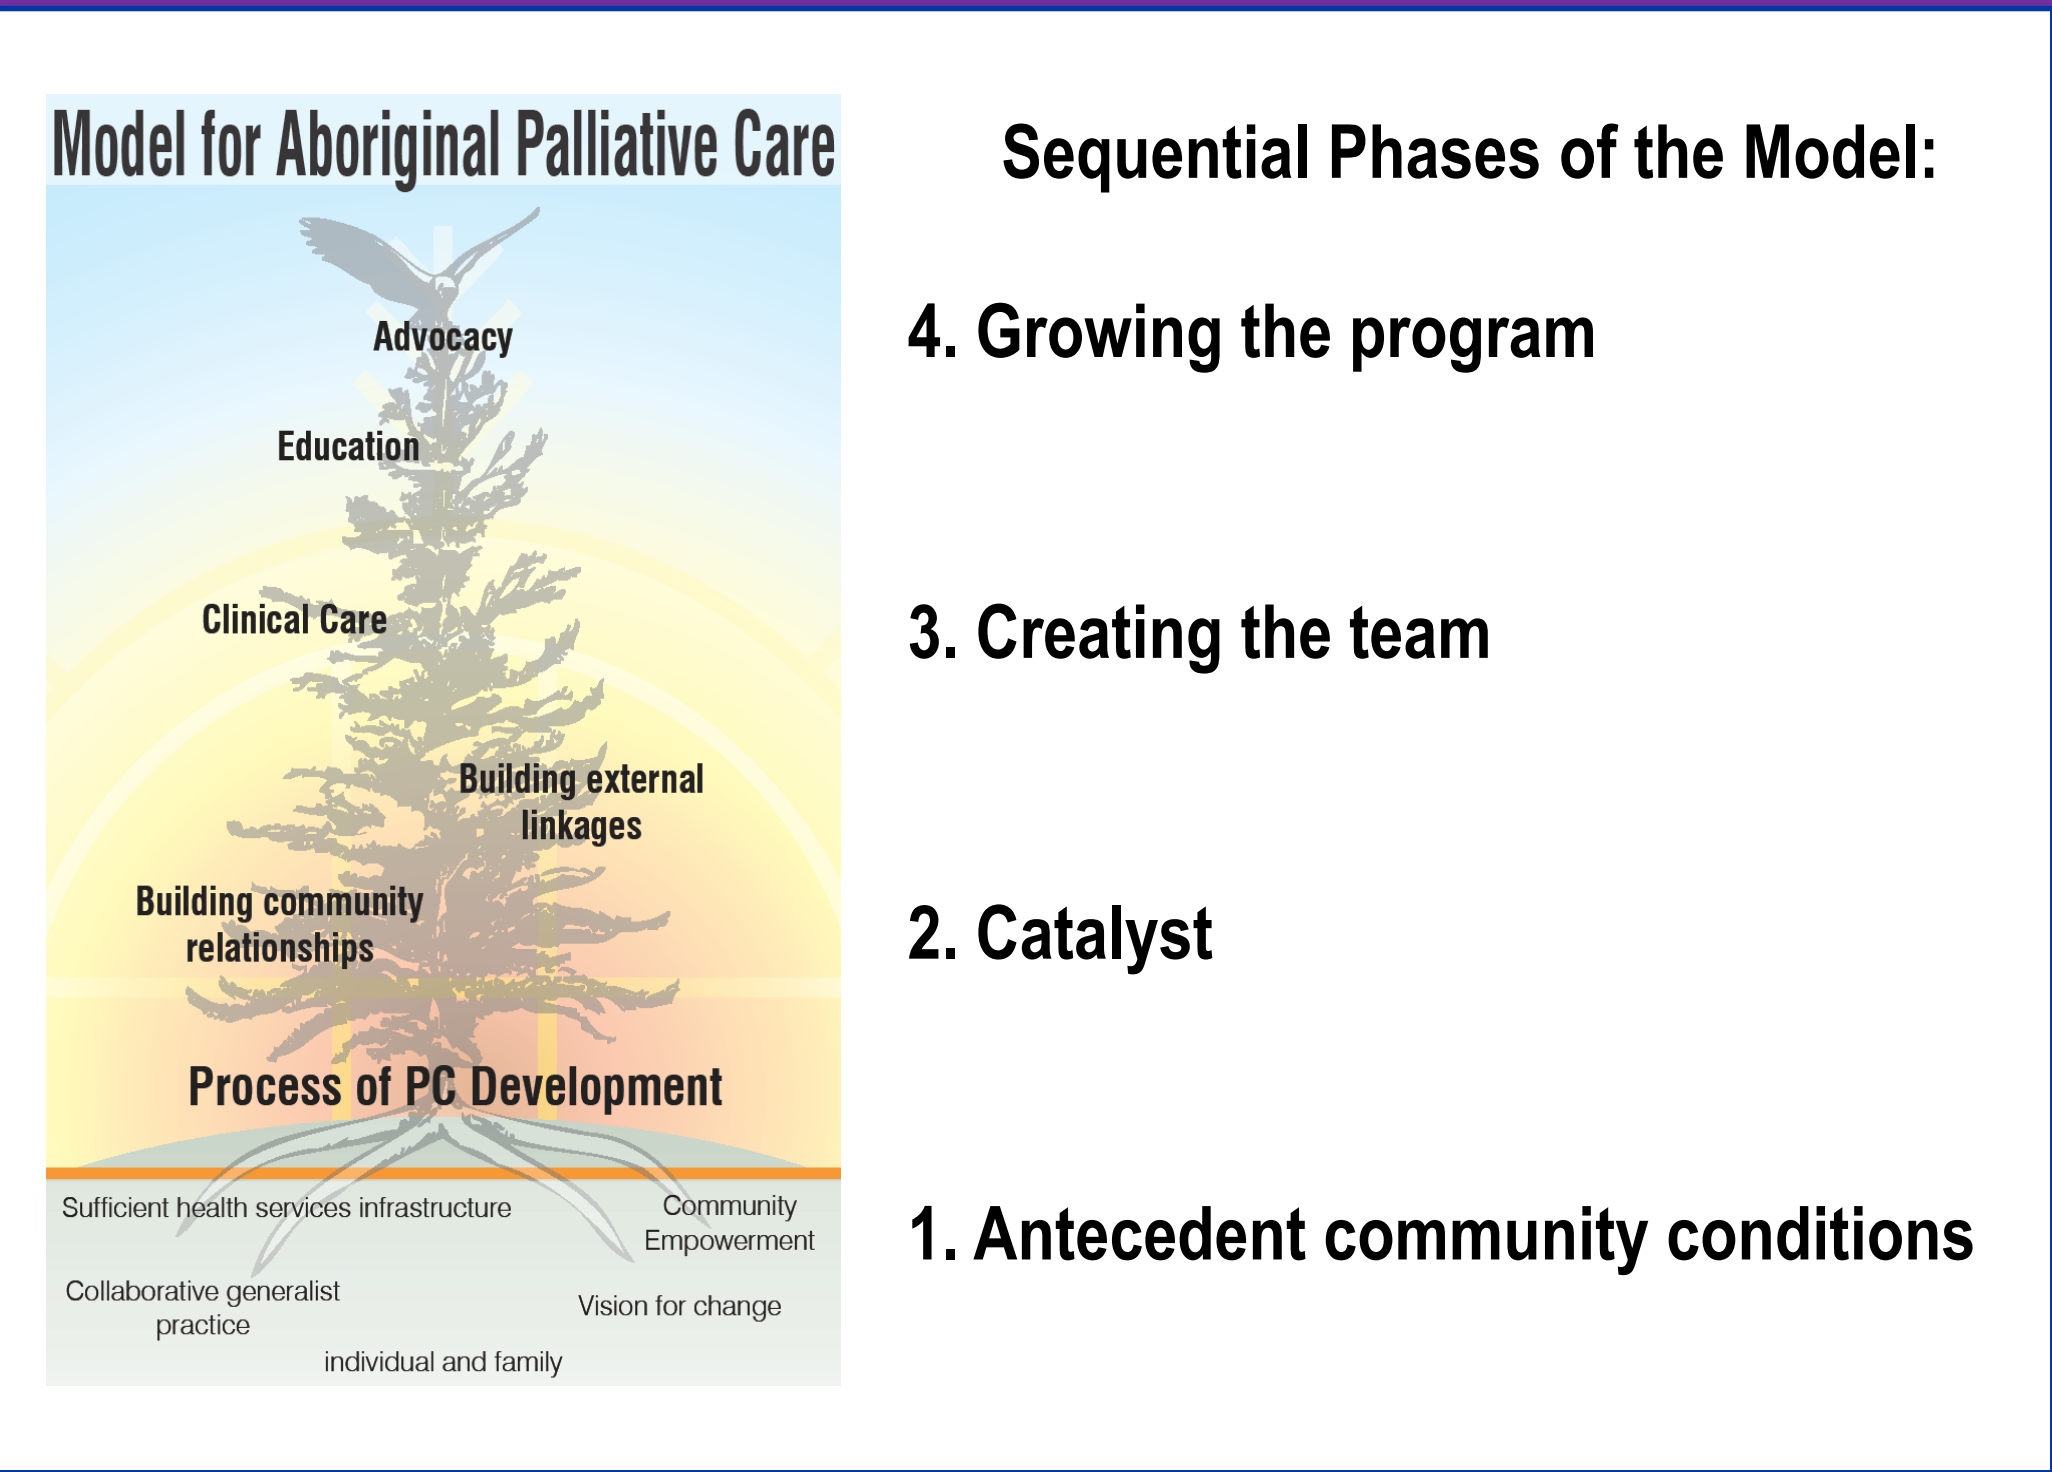 Model for Aboriginal Palliative Care
Advocacy
Education
Clinical Care
Building external
linkages
Building community
relationships
Process of PC Development
Sufficient health services infrastructure
Community
Empowerment
Collaborative generalist
practice
Vision for change
individual and family
Sequential Phases of the Model:
4. Growing the program
3. Creating the team
2. Catalyst
1. Antecedent community conditions